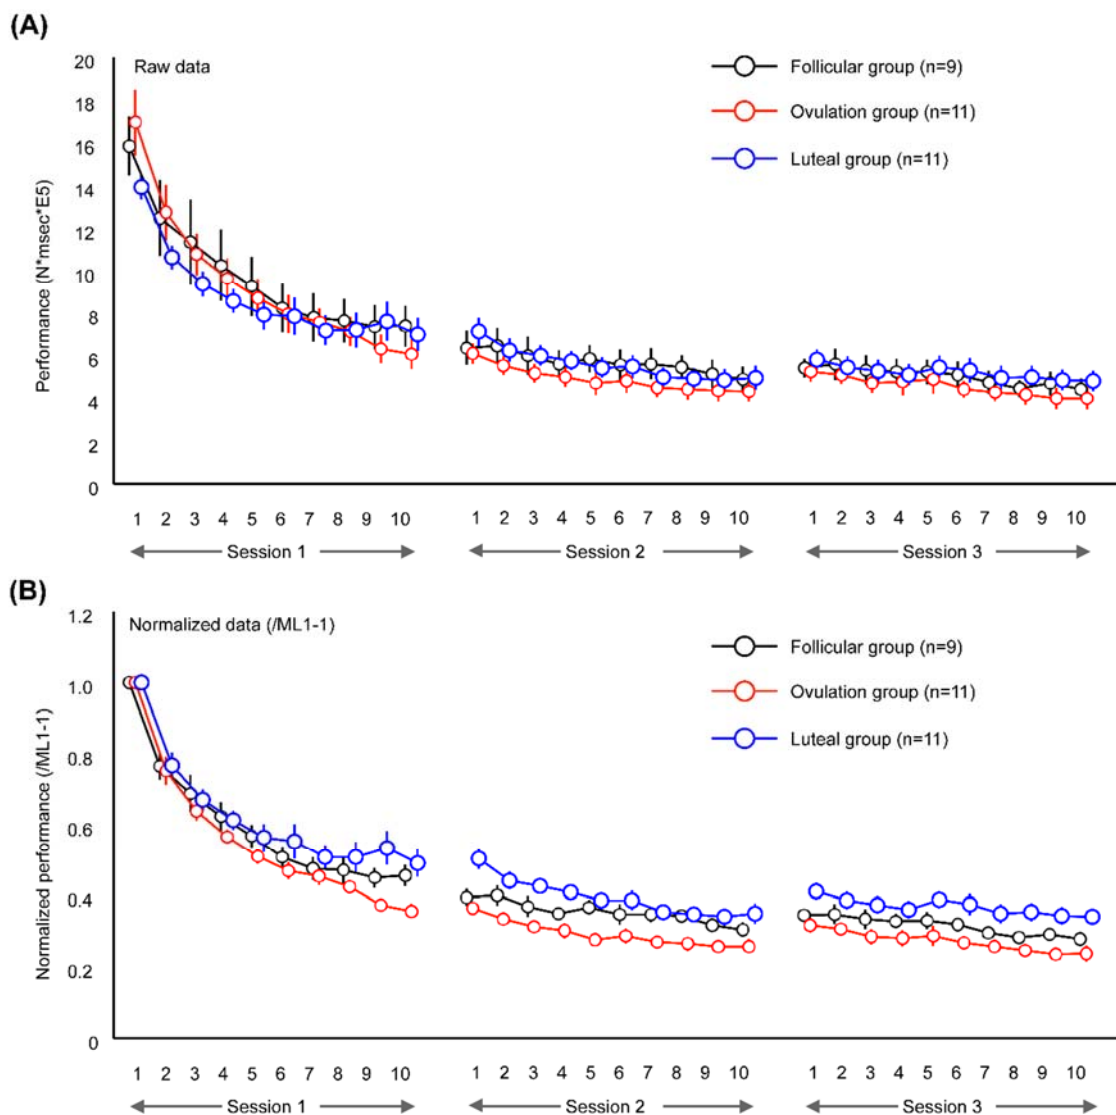 (A)
20
Raw data
Follicular group (n=9)
18
Ovulation group (n=11)
16
Luteal group (n=11)
14
12
10
8
6
4
2
0
Performance (N*msec*E5)
1 2 3 4 5 6 7 8 9 10 1 2 3 4 5 6 7 8 9 10 1 2 3 4 5 6 7 8 9 10
Session 1 Session 2 Session 3
(B)
1.2
Normalized data (/ML1-1)
Follicular group (n=9)
1.0
Ovulation group (n=11)
Luteal group (n=11)
0.8
0.6
0.4
0.2
0
Normalized performance (/ML1-1)
1 2 3 4 5 6 7 8 9 10 1 2 3 4 5 6 7 8 9 10 1 2 3 4 5 6 7 8 9 10
Session 1 Session 2 Session 3